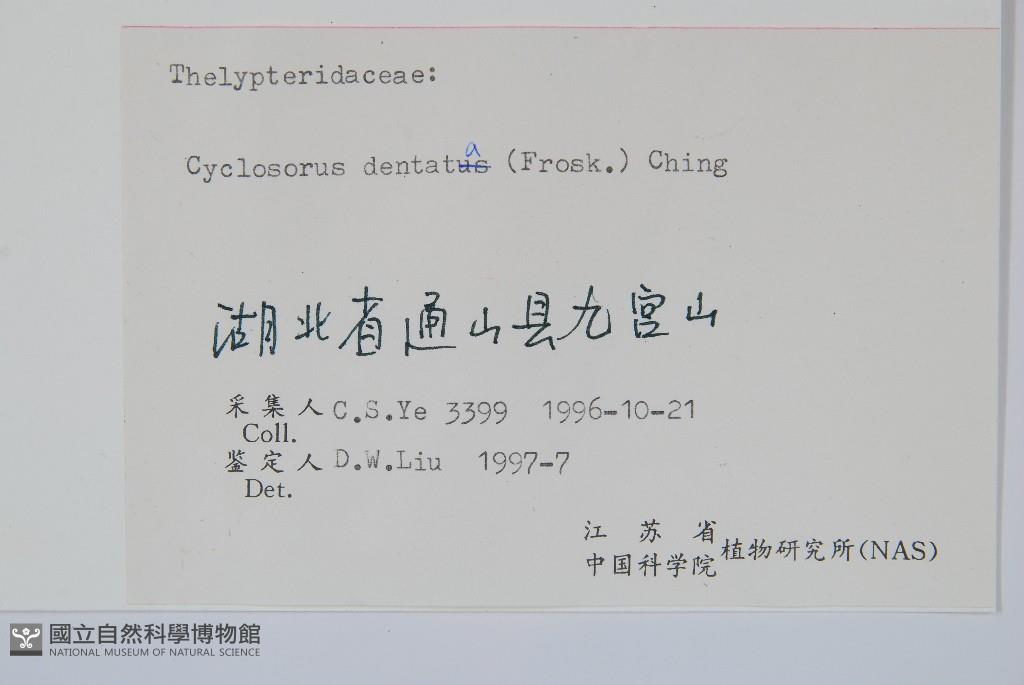 Thelypteridaceae:
Cyclosorus dentatusa (Frosk.) Ching
湖北省通山县九宫山
采集人 C.S.Ye 3399 1996-10-21
Coll.
鉴定人 D.W.Liu 1997-7
Det.
江苏省
中国科学院 植物研究所(NAS)
國立自然科學博物館
NATIONAL MUSEUM OF NATURAL SCIENCE